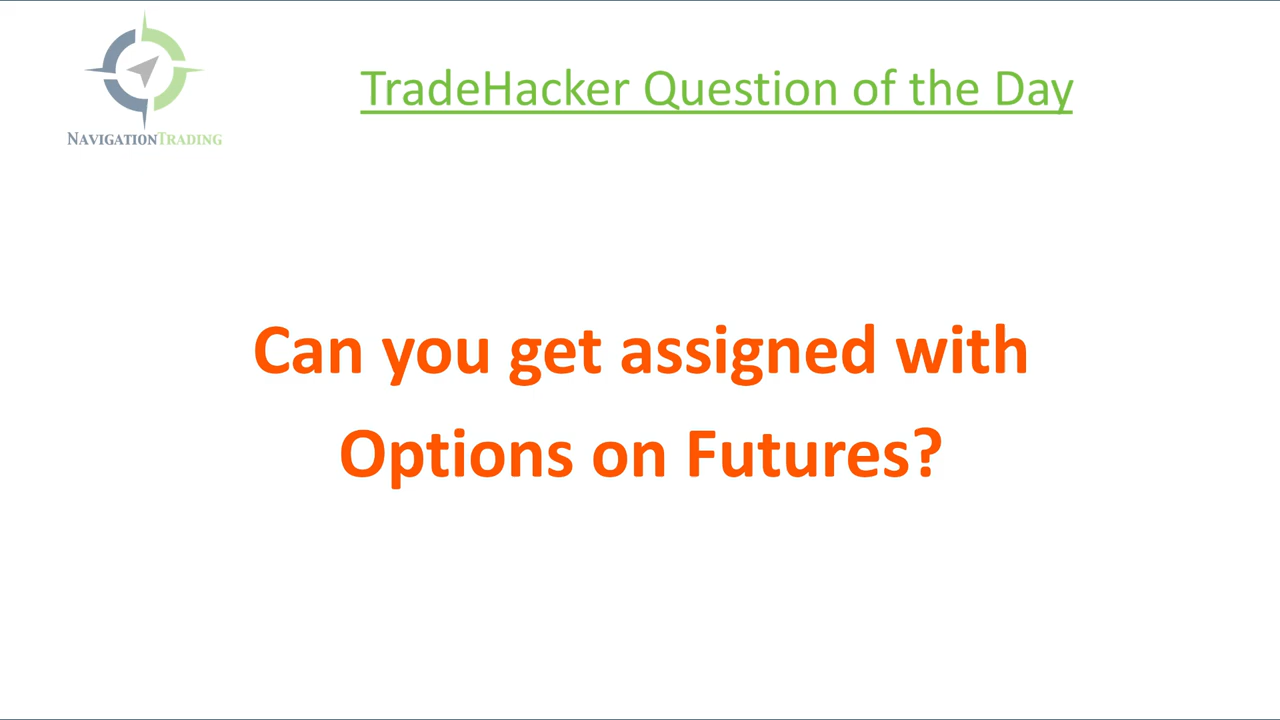 NAVIGATIONTRADING
TradeHacker Question of the Day
Can you get assigned with
Options on Futures?